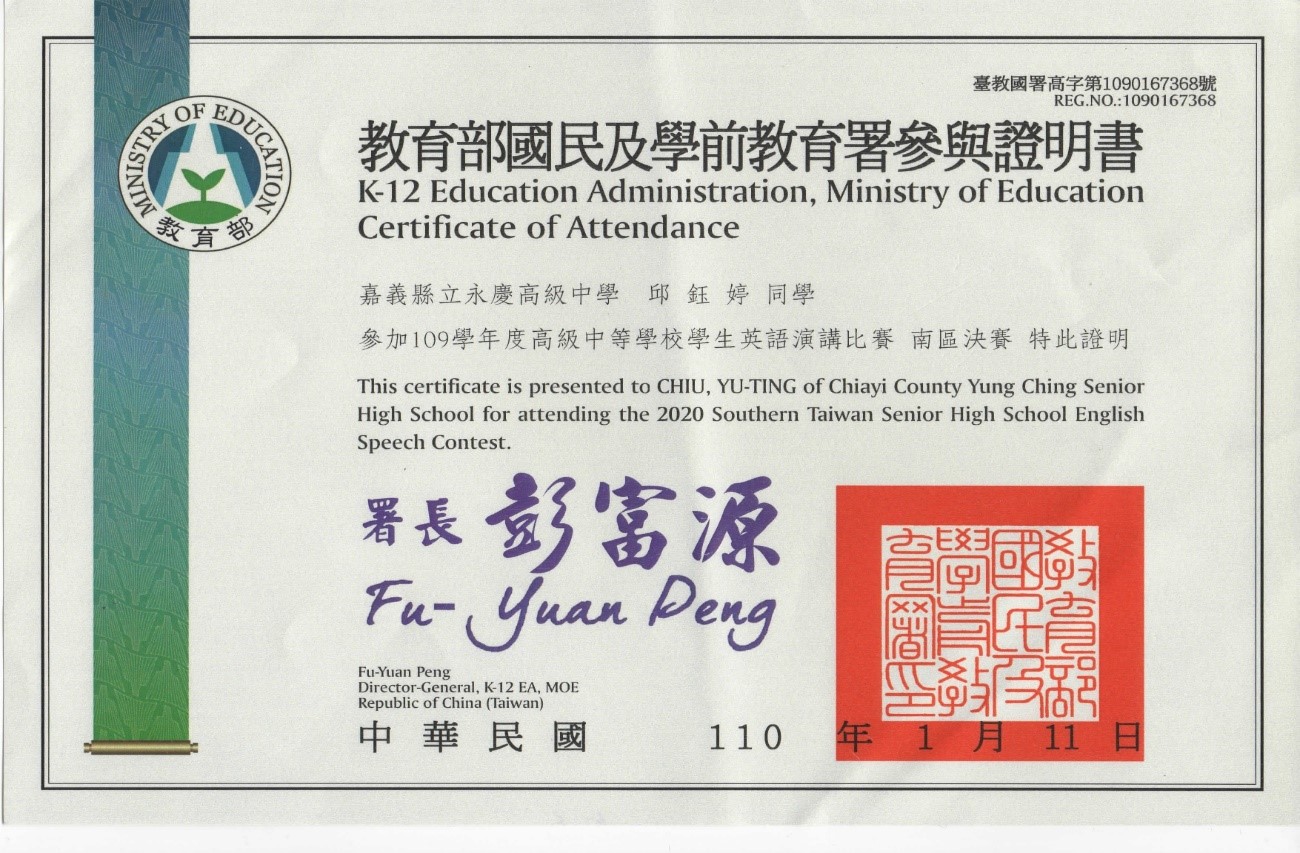 臺教國署高字第1090167368號
REG.NO.:1090167368
MINISTRY OF EDUCATION
教育部
教育部國民及學前教育署參與證明書
K-12 Education Administration, Ministry of Education
Certificate of Attendance
嘉義縣立永慶高級中學 邱鈺婷 同學
參加109學年度高級中等學校學生英語演講比賽 南區決賽 特此證明
This certificate is presented to CHIU, YU-TING of Chiayi County Yung Ching Senior
High School for attending the 2020 Southern Taiwan Senior High School English
Speech Contest.
署長 彭富源
Fu-Yuan Peng
教育部
國民及
學前教
育署印
Fu-Yuan Peng
Director-General, K-12 EA, MOE
Republic of China (Taiwan)
中華民國 110 年 1 月 11 日